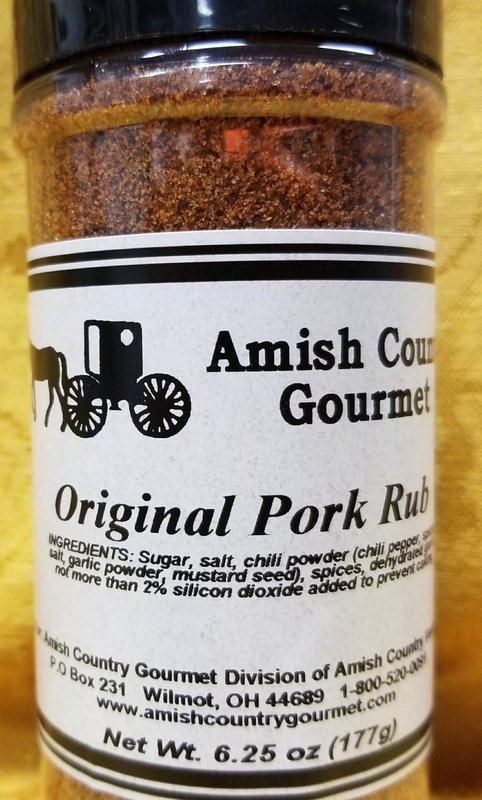 Amish Coun
Gourmet
Original Pork Rub
INGREDIENTS: Sugar, salt, chili powder (chili pepper,
salt, garlic powder, mustard seed), spices, dehydrated
not more than 2% silicon dioxide added to prevent
Amish Country Gourmet Division of Amish Country
P.O Box 231 Wilmot, OH 44689 1-800-520-0091
www.amishcountrygourmet.com
Net Wt. 6.25 oz (177g)